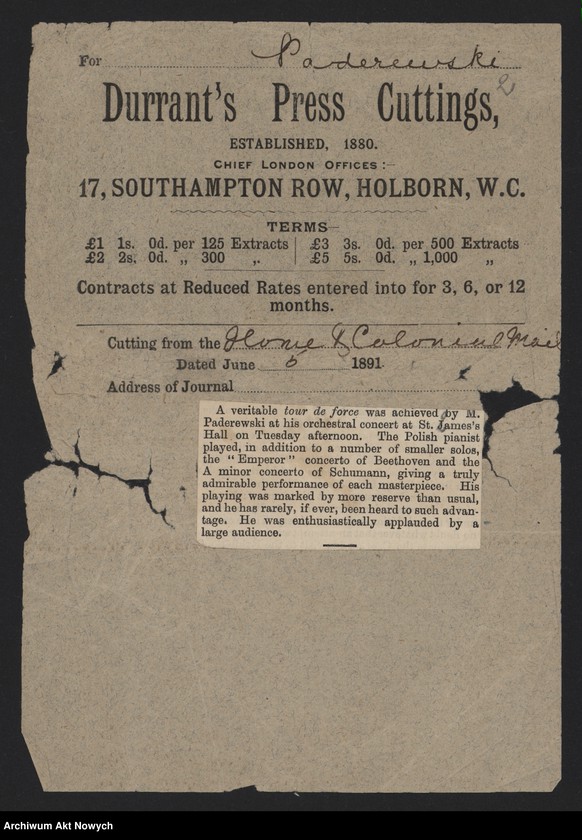 For Paderewski
2
Durrant's Press Cuttings,
ESTABLISHED, 1880.
CHIEF LONDON OFFICES :—
17, SOUTHAMPTON ROW, HOLBORN, W.C.
TERMS—
£1 1s. 0d. per 125 Extracts | £3 3s. 0d. per 500 Extracts
£2 2s. 0d. „ 300 „ | £5 5s. 0d. „ 1,000 „
Contracts at Reduced Rates entered into for 3, 6, or 12
months.
Cutting from the Home & Colonial Mail
Dated June 5 1891.
Address of Journal
A veritable tour de force was achieved by M.
Paderewski at his orchestral concert at St. James's
Hall on Tuesday afternoon. The Polish pianist
played, in addition to a number of smaller solos,
the "Emperor" concerto of Beethoven and the
A minor concerto of Schumann, giving a truly
admirable performance of each masterpiece. His
playing was marked by more reserve than usual,
and he has rarely, if ever, been heard to such advan-
tage. He was enthusiastically applauded by a
large audience.
Archiwum Akt Nowych